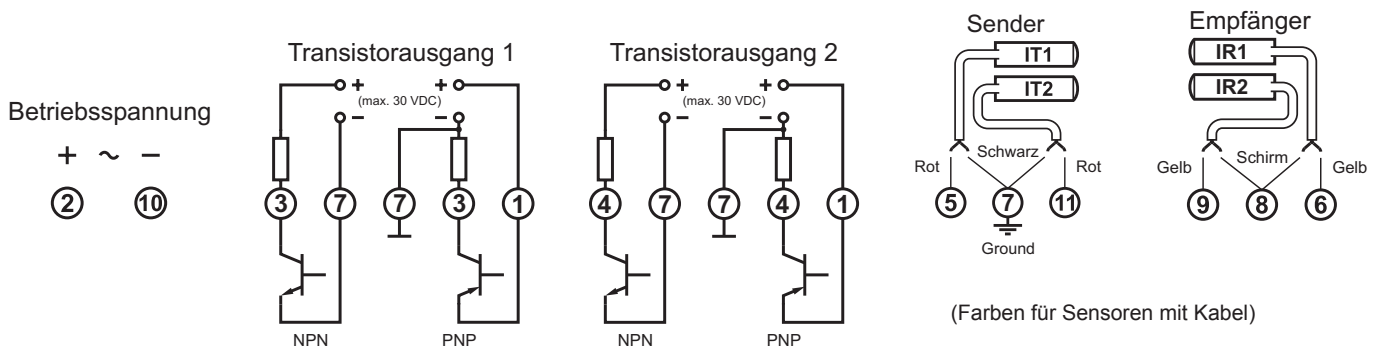 Betriebsspannung
+ ~ −
2 10
Transistorausgang 1
+ +
(max. 30 VDC)
− −
3 7 7 3 1
NPN PNP
Transistorausgang 2
+ +
(max. 30 VDC)
− −
4 7 7 4 1
NPN PNP
Sender
IT1
IT2
Rot Schwarz Rot
5 7 11
Ground
Empfänger
IR1
IR2
Gelb Schirm Gelb
9 8 6
(Farben für Sensoren mit Kabel)